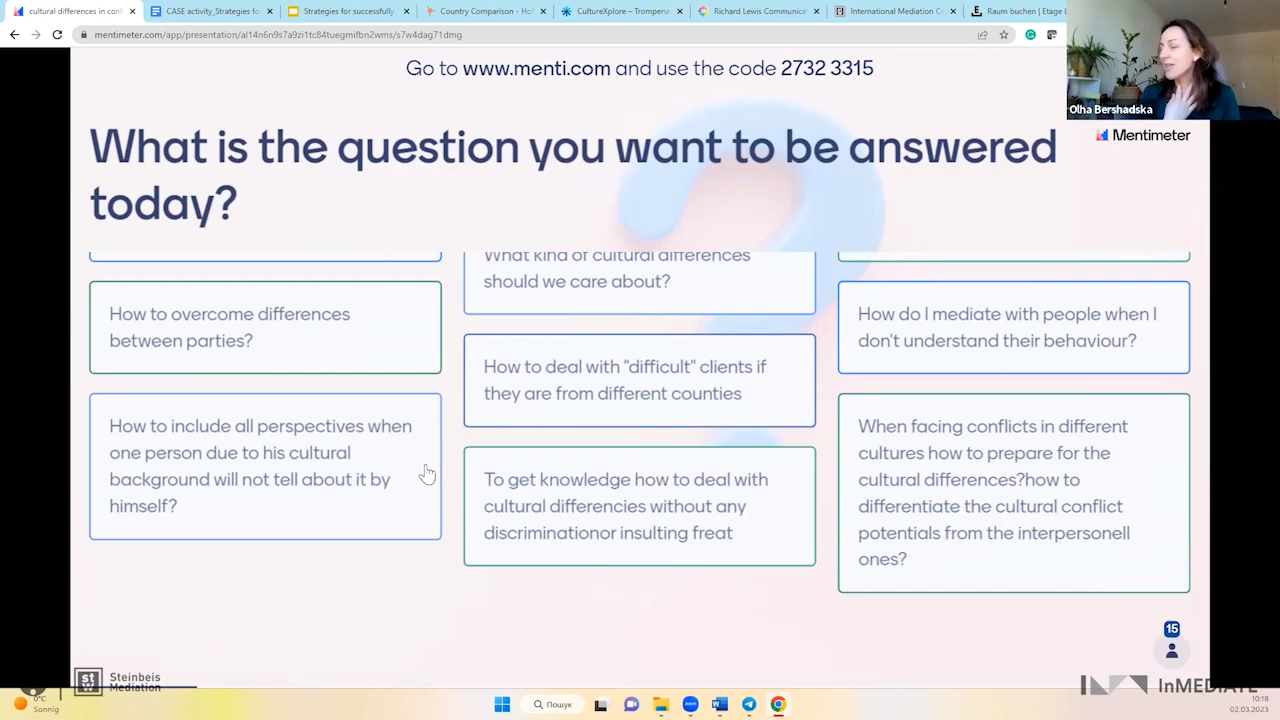 cultural differences in conf
CASE activity_Strategies fo
Strategies for successfully
Country Comparison - Ho
CultureXplore – Trompena
Richard Lewis Communica
International Mediation Co
Raum buchen | Etage
mentimeter.com/app/presentation/al14n6n9s7a9zi1tc84tuegmifbn2wms/s7w4dag71dmg
Go to www.menti.com and use the code 2732 3315
Olha Bershadska
Mentimeter
What is the question you want to be answered
today?
How to overcome differences
between parties?
How to include all perspectives when
one person due to his cultural
background will not tell about it by
himself?
What kind of cultural differences
should we care about?
How to deal with "difficult" clients if
they are from different counties
To get knowledge how to deal with
cultural differencies without any
discriminationor insulting freat
How do I mediate with people when I
don't understand their behaviour?
When facing conflicts in different
cultures how to prepare for the
cultural differences?how to
differentiate the cultural conflict
potentials from the interpersonell
ones?
15
stw
Steinbeis
Mediation
InMEDIATE
0°C
Sonnig
Пошук
10:18
02.03.2023